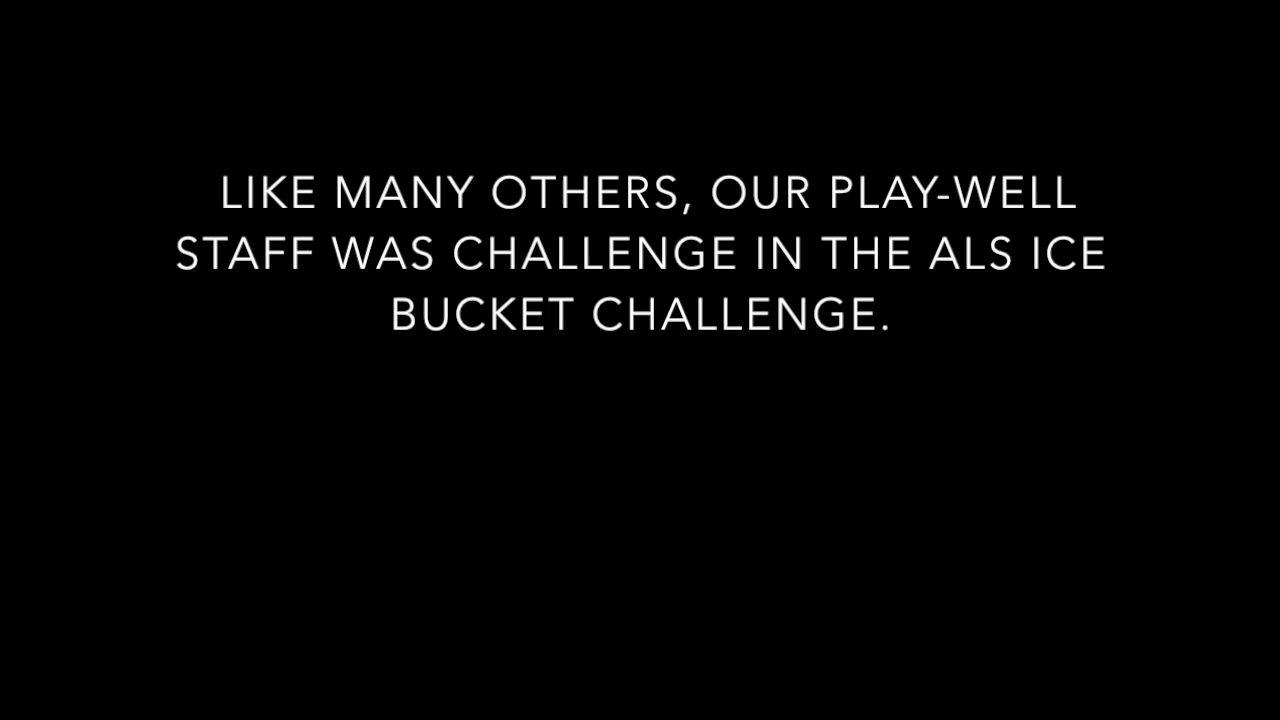 LIKE MANY OTHERS, OUR PLAY-WELL
STAFF WAS CHALLENGE IN THE ALS ICE
BUCKET CHALLENGE.